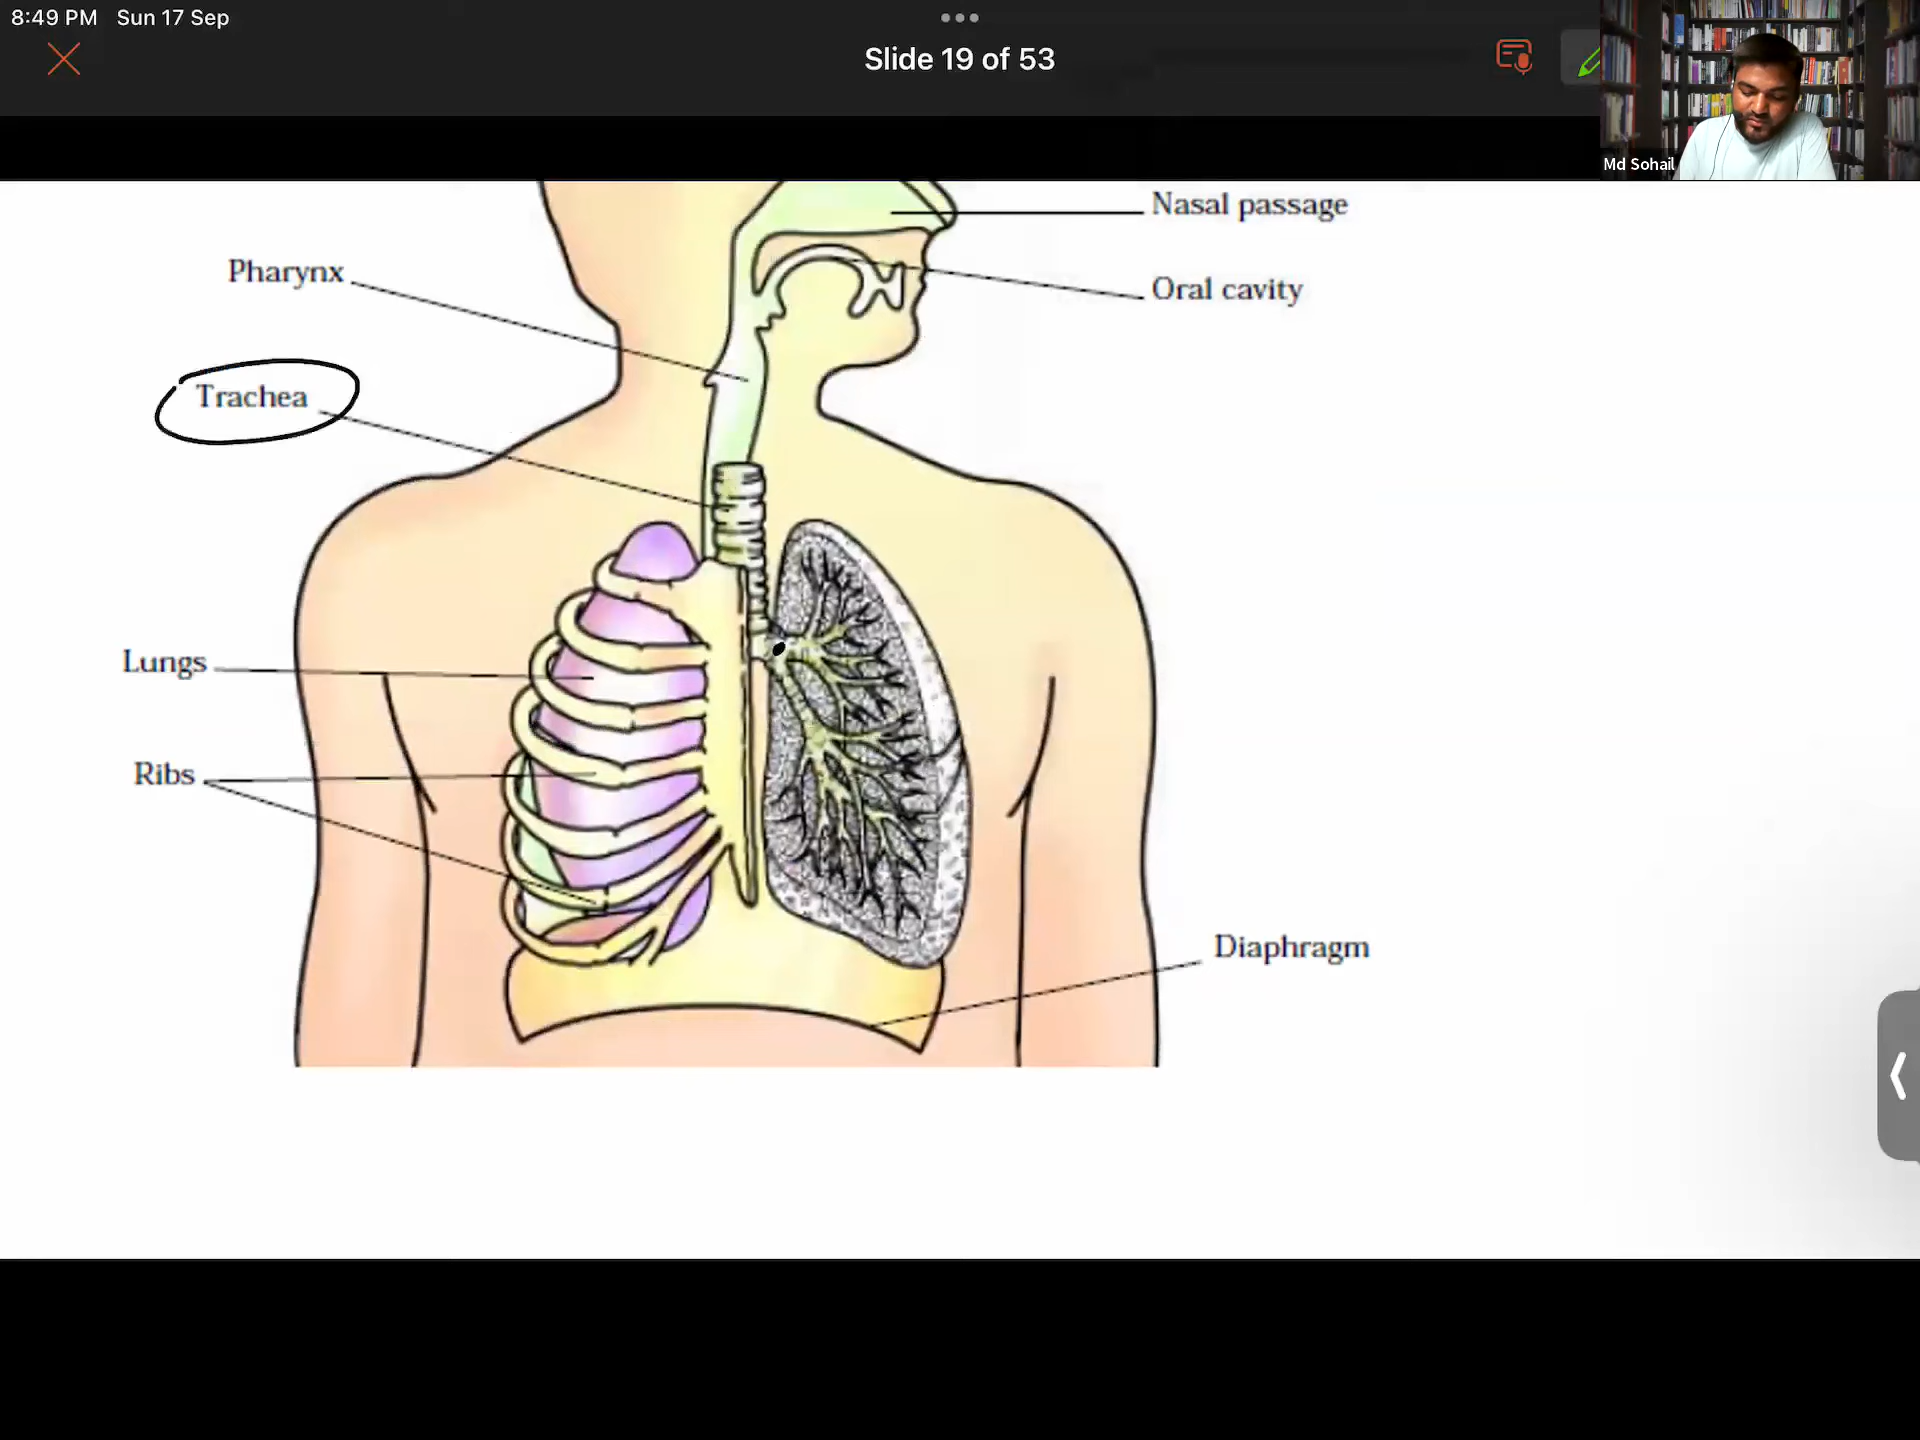 8:49 PM Sun 17 Sep
Slide 19 of 53
Md Sohail
Nasal passage
Pharynx
Oral cavity
Trachea
Lungs
Ribs
Diaphragm